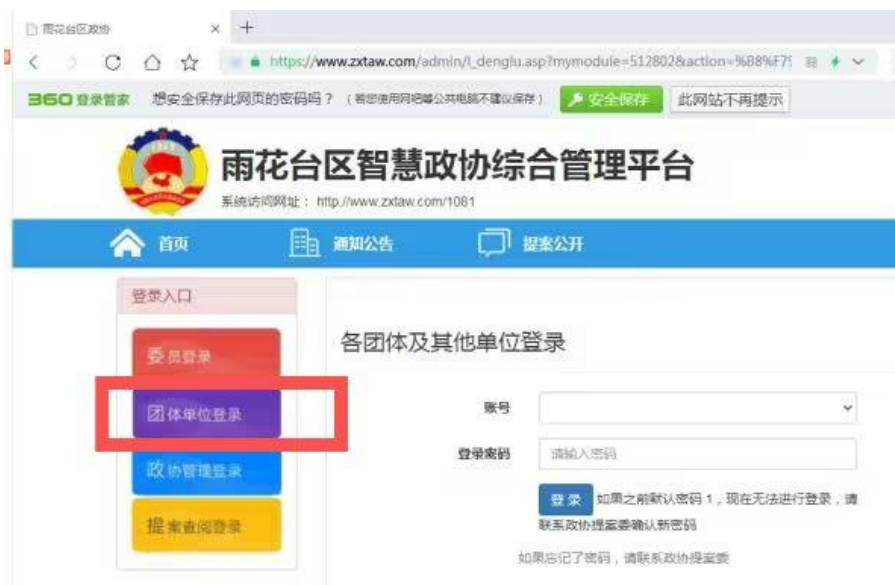 雨花台区政协
https://www.zxtaw.com/admin/l_denglu.asp?mymodule=512802&action=%B8%F7%
360登录管家 想安全保存此网页的密码吗？（若您使用网吧等公共电脑不建议保存） 安全保存 此网站不再提示
雨花台区智慧政协综合管理平台
系统访问网址：http://www.zxtaw.com/1081
首页 通知公告 提案公开
登录入口
委员登录
团体单位登录
政协管理登录
提案查阅登录
各团体及其他单位登录
账号
登录密码 请输入密码
登录 如果之前默认密码1，现在无法进行登录，请
联系政协提案委确认新密码
如果忘记了密码，请联系政协提案委